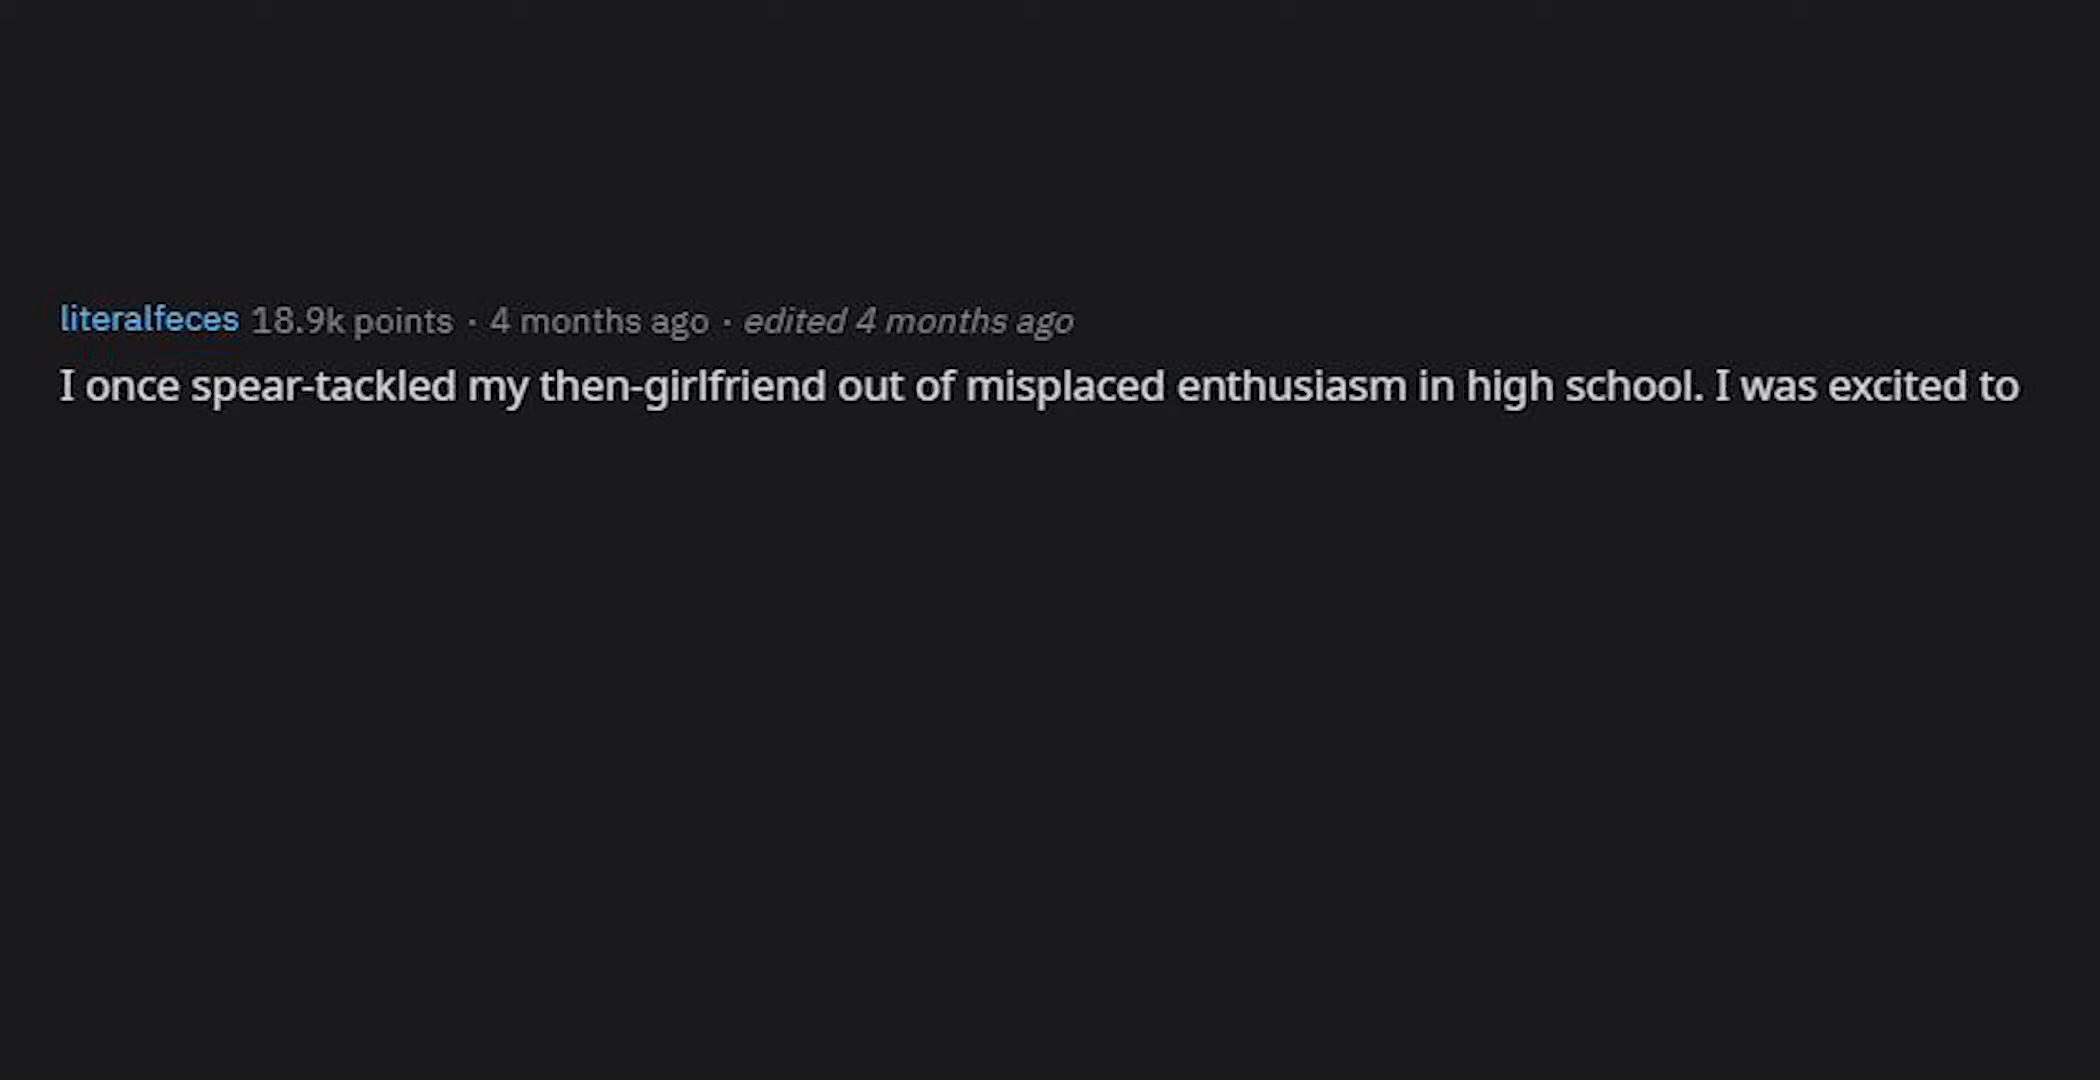 literalfeces 18.9k points · 4 months ago · edited 4 months ago
I once spear-tackled my then-girlfriend out of misplaced enthusiasm in high school. I was excited to